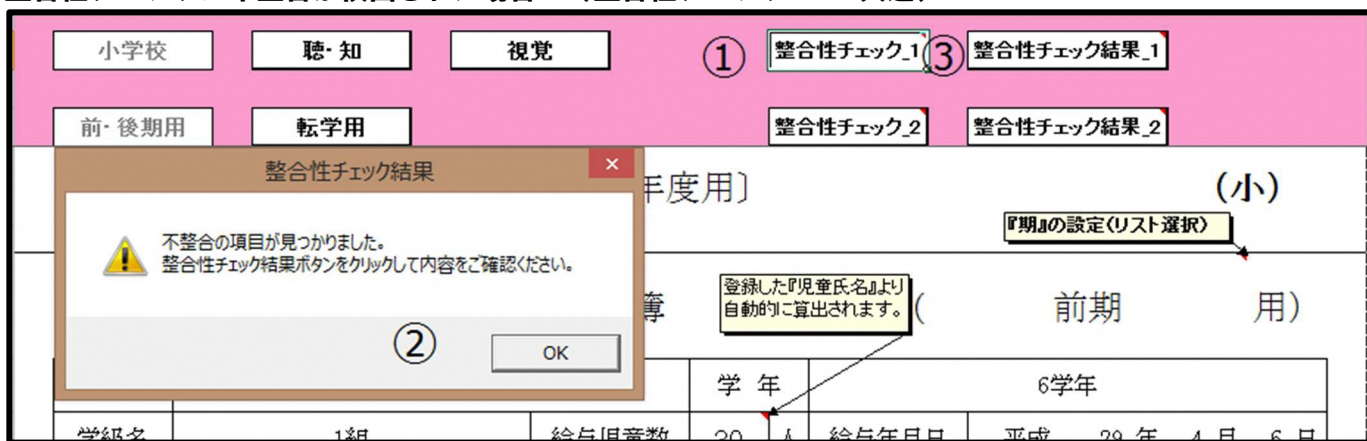 小学校 聴・知 視覚 ① 整合性チェック_1 ③ 整合性チェック結果_1
前・後期用 転学用 整合性チェック_2 整合性チェック結果_2
整合性チェック結果 ×
年度用〕 (小)
『期』の設定(リスト選択)
不整合の項目が見つかりました。
整合性チェック結果ボタンをクリックして内容をご確認ください。
登録した『児童氏名』より
自動的に算出されます。
簿 ( 前期 用)
② OK
学 年 6学年
学級名 1組 給与児童数 30 人 給与年月日 平成 29 年 4 月 6 日